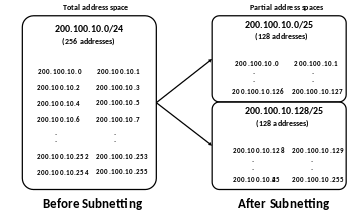 Total address space
200.100.10.0/24
(256 addresses)
200.100.10.0 200.100.10.1
200.100.10.2 200.100.10.3
200.100.10.4 200.100.10.5
200.100.10.6 200.100.10.7
. .
. .
200.100.10.252 200.100.10.253
200.100.10.254 200.100.10.255
Before Subnetting
Partial address spaces
200.100.10.0/25
(128 addresses)
200.100.10.0 200.100.10.1
. .
. .
200.100.10.126 200.100.10.127
200.100.10.128/25
(128 addresses)
200.100.10.128 200.100.10.129
. .
. .
200.100.10.255
After Subnetting